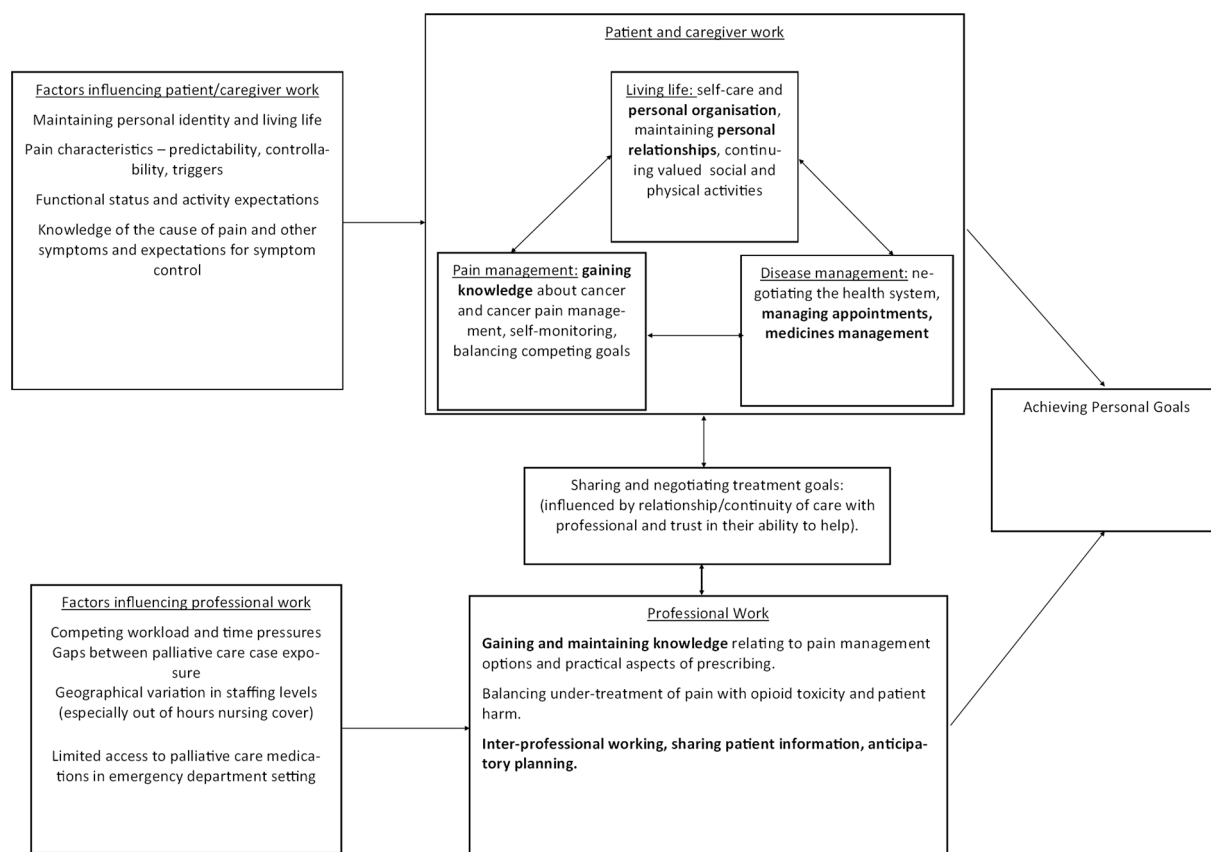 Patient and caregiver work
Factors influencing patient/caregiver work
Maintaining personal identity and living life
Pain characteristics – predictability, controlla-
bility, triggers
Functional status and activity expectations
Knowledge of the cause of pain and other
symptoms and expectations for symptom
control
Living life: self-care and
personal organisation,
maintaining personal
relationships, continu-
ing valued social and
physical activities
Pain management: gaining
knowledge about cancer
and cancer pain manage-
ment, self-monitoring,
balancing competing goals
Disease management: ne-
gotiating the health system,
managing appointments,
medicines management
Achieving Personal Goals
Sharing and negotiating treatment goals:
(influenced by relationship/continuity of care with
professional and trust in their ability to help).
Factors influencing professional work
Competing workload and time pressures
Gaps between palliative care case expo-
sure
Geographical variation in staffing levels
(especially out of hours nursing cover)
Limited access to palliative care medica-
tions in emergency department setting
Professional Work
Gaining and maintaining knowledge relating to pain management
options and practical aspects of prescribing.
Balancing under-treatment of pain with opioid toxicity and patient
harm.
Inter-professional working, sharing patient information, anticipa-
tory planning.